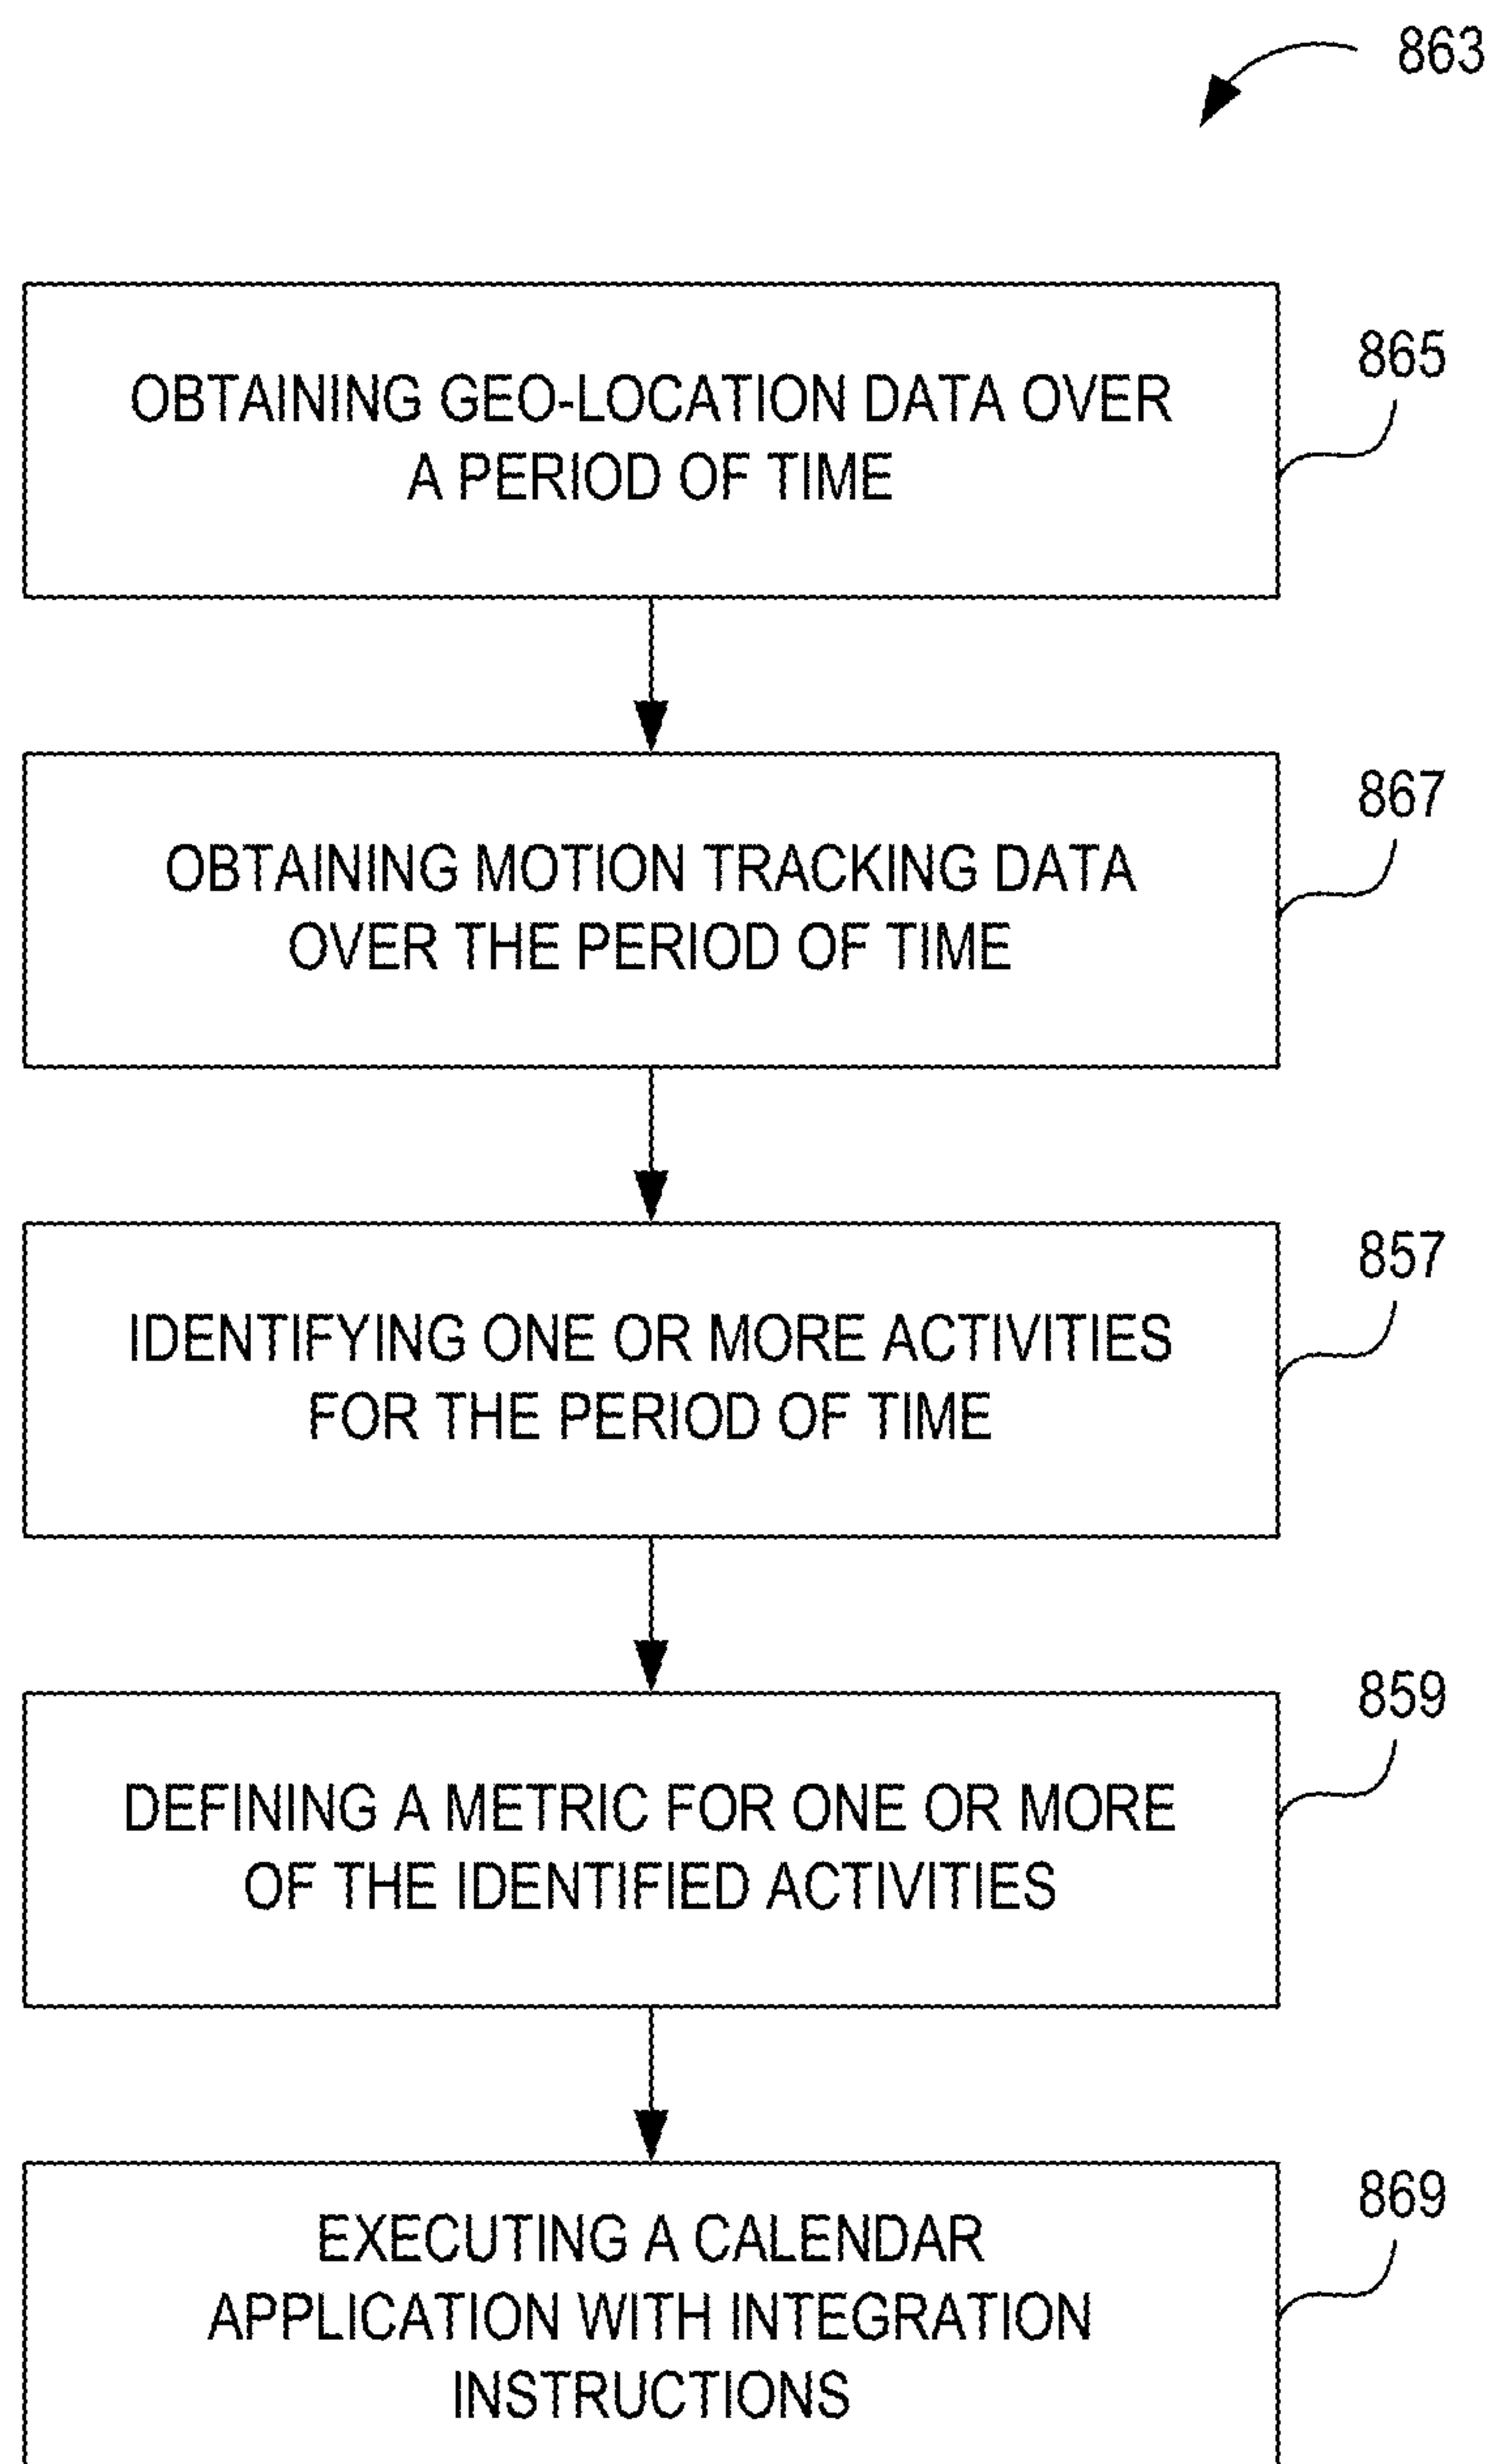 863
OBTAINING GEO-LOCATION DATA OVER
A PERIOD OF TIME
865
OBTAINING MOTION TRACKING DATA
OVER THE PERIOD OF TIME
867
IDENTIFYING ONE OR MORE ACTIVITIES
FOR THE PERIOD OF TIME
857
DEFINING A METRIC FOR ONE OR MORE
OF THE IDENTIFIED ACTIVITIES
859
EXECUTING A CALENDAR
APPLICATION WITH INTEGRATION
INSTRUCTIONS
869